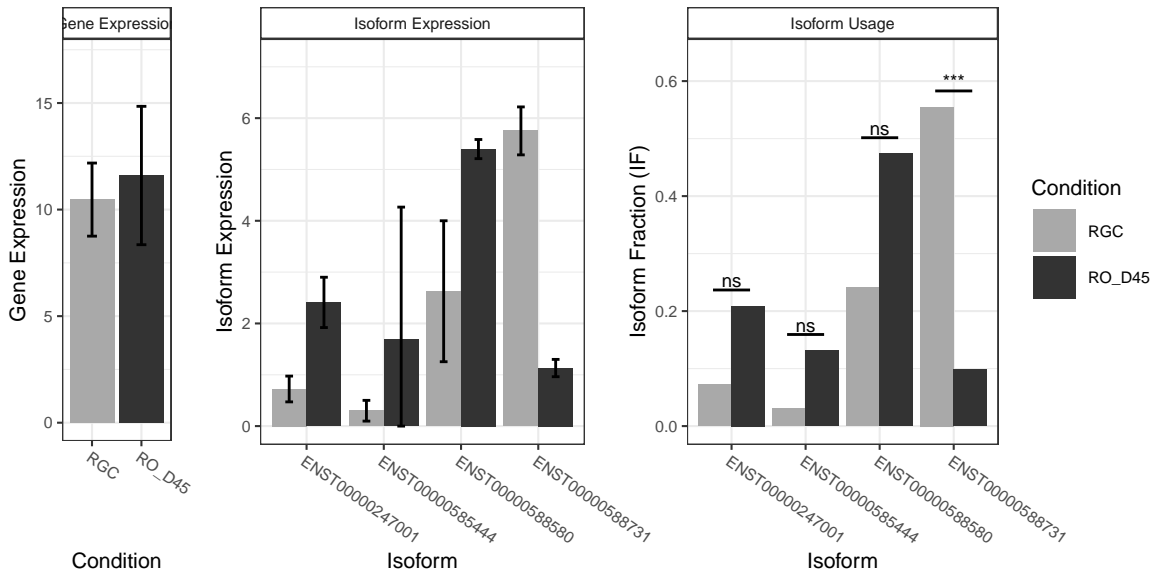 Gene Expression
Isoform Expression
Isoform Usage
Gene Expression
15
10
5
0
RGC
RO_D45
Condition
Isoform Expression
6
4
2
0
ENST00000247001
ENST00000585444
ENST00000588580
ENST00000588731
Isoform
Isoform Fraction (IF)
0.6
0.4
0.2
0.0
ns
ns
ns
***
ENST00000247001
ENST00000585444
ENST00000588580
ENST00000588731
Isoform
Condition
RGC
RO_D45